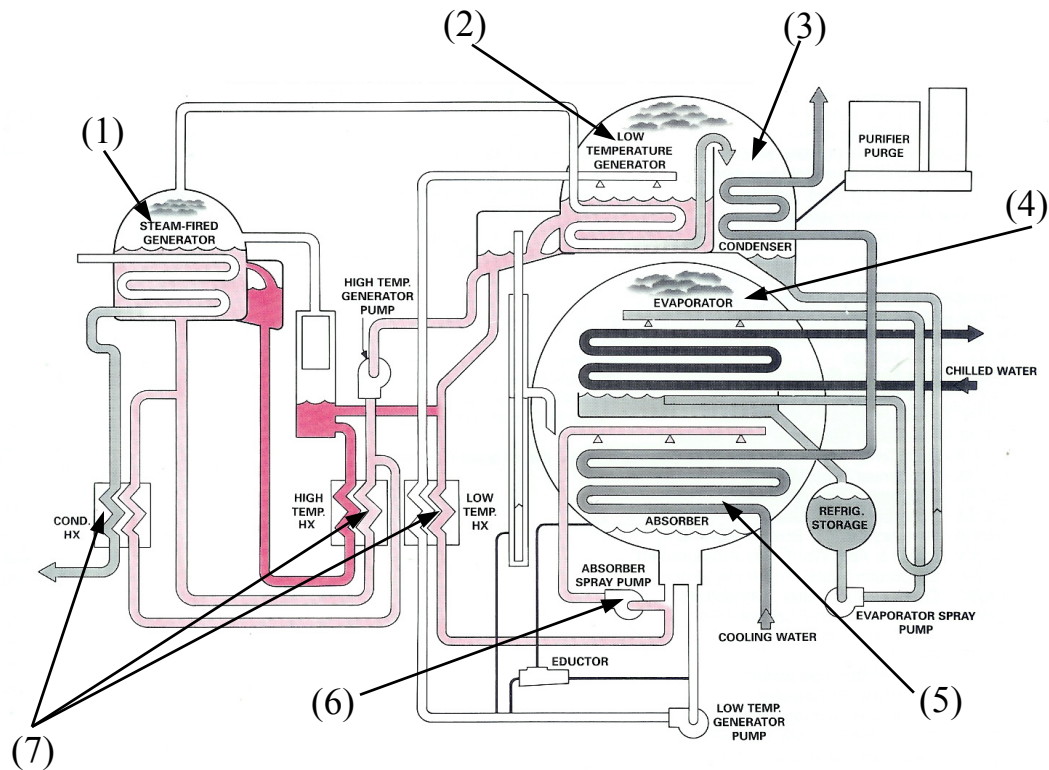 (2)
(3)
(1)
LOW
TEMPERATURE
GENERATOR
PURIFIER
PURGE
STEAM-FIRED
GENERATOR
(4)
CONDENSER
HIGH TEMP.
GENERATOR
PUMP
EVAPORATOR
CHILLED WATER
COND.
HX
HIGH
TEMP.
HX
LOW
TEMP.
HX
REFRIG.
STORAGE
ABSORBER
ABSORBER
SPRAY PUMP
COOLING WATER
EVAPORATOR SPRAY
PUMP
EDUCTOR
(6)
(5)
LOW TEMP.
GENERATOR
PUMP
(7)